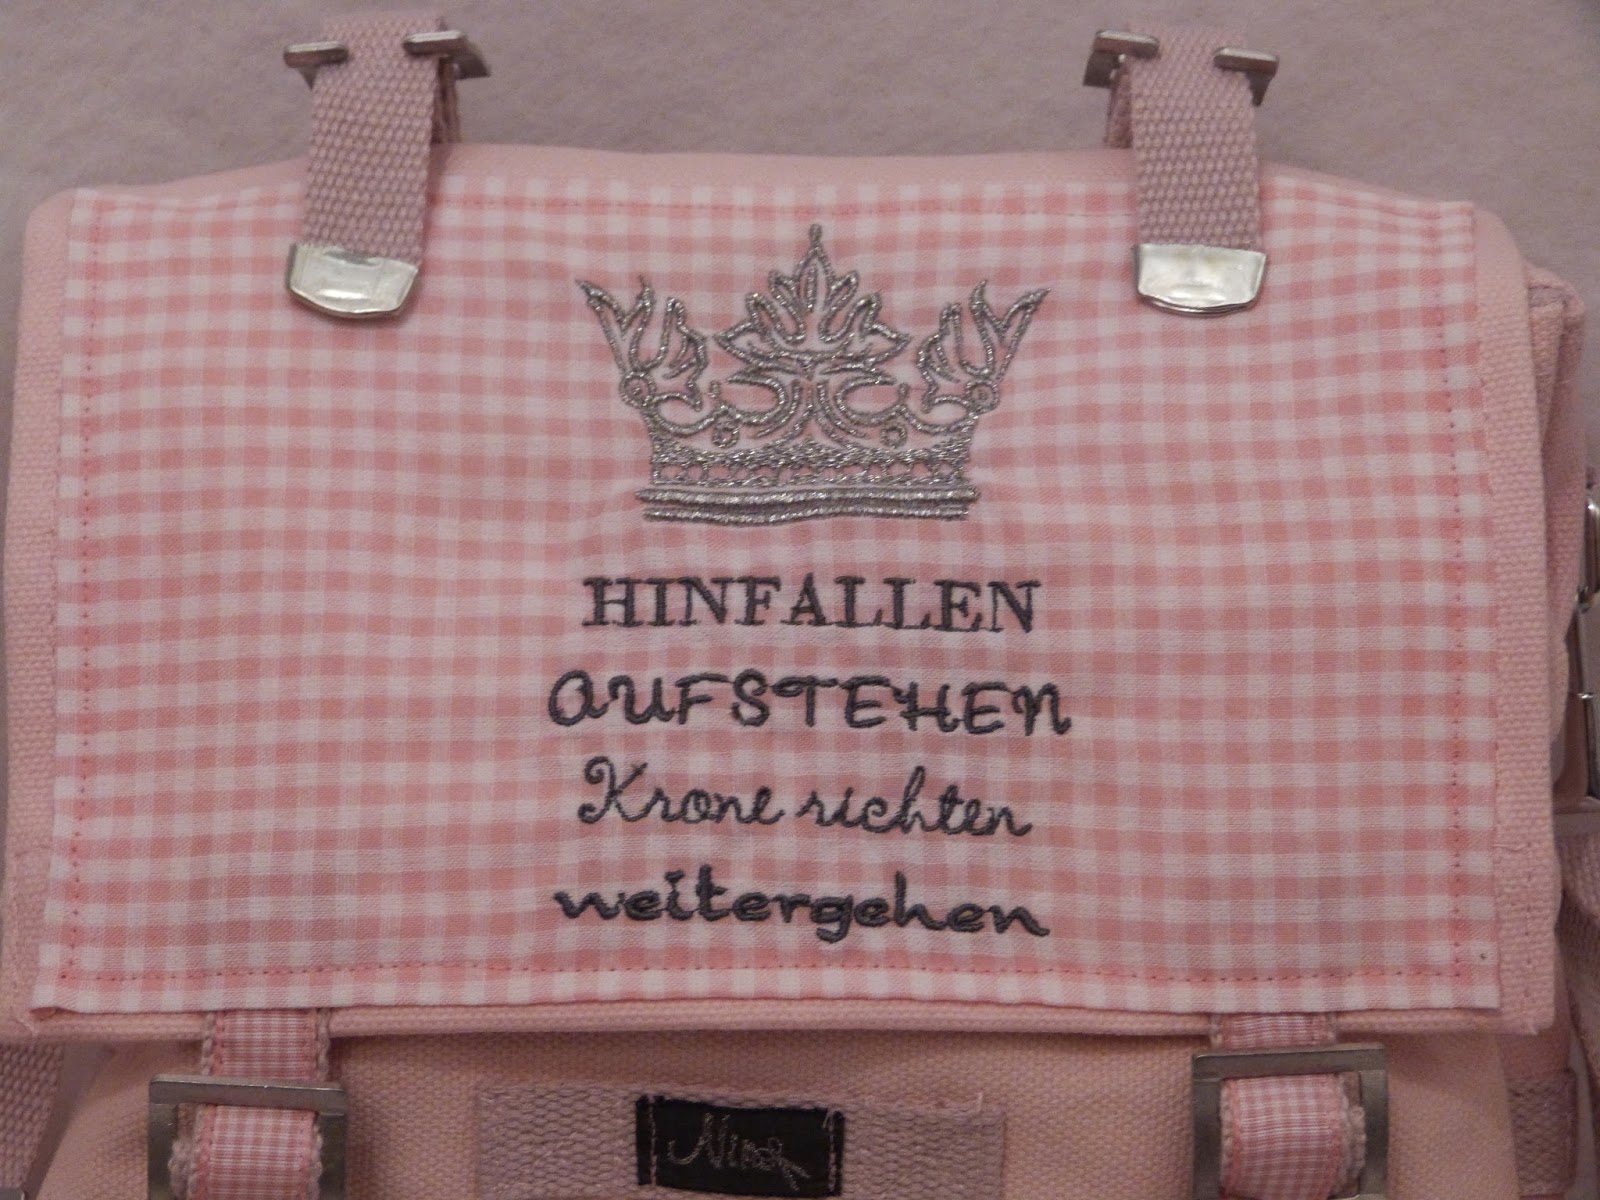 HINFALLEN
AUFSTEHEN
Krone richten
weitergehen